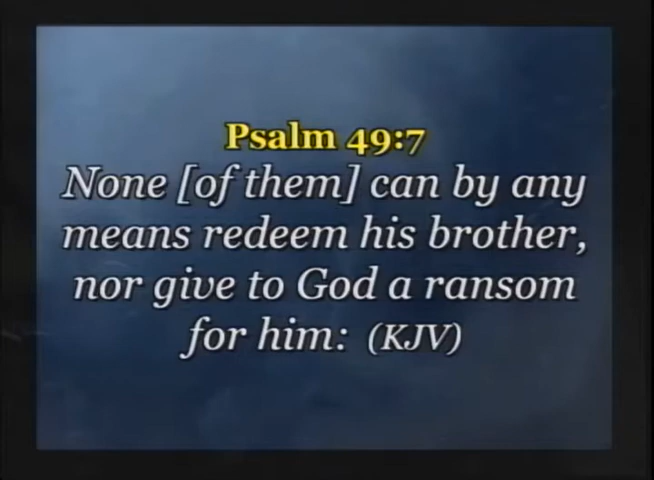 Psalm 49:7
None [of them] can by any
means redeem his brother,
nor give to God a ransom
for him: (KJV)